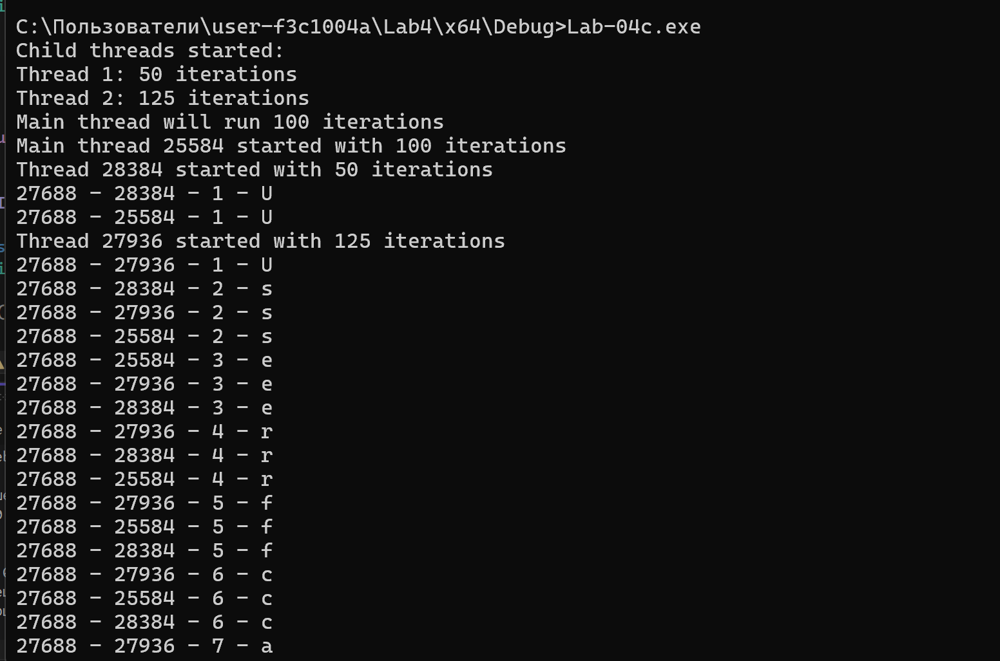 C:\Пользователи\user-f3c1004a\Lab4\x64\Debug>Lab-04c.exe
Child threads started:
Thread 1: 50 iterations
Thread 2: 125 iterations
Main thread will run 100 iterations
Main thread 25584 started with 100 iterations
Thread 28384 started with 50 iterations
27688 - 28384 - 1 - U
27688 - 25584 - 1 - U
Thread 27936 started with 125 iterations
27688 - 27936 - 1 - U
27688 - 28384 - 2 - s
27688 - 27936 - 2 - s
27688 - 25584 - 2 - s
27688 - 25584 - 3 - e
27688 - 27936 - 3 - e
27688 - 28384 - 3 - e
27688 - 27936 - 4 - r
27688 - 28384 - 4 - r
27688 - 25584 - 4 - r
27688 - 27936 - 5 - f
27688 - 25584 - 5 - f
27688 - 28384 - 5 - f
27688 - 27936 - 6 - c
27688 - 25584 - 6 - c
27688 - 28384 - 6 - c
27688 - 27936 - 7 - a